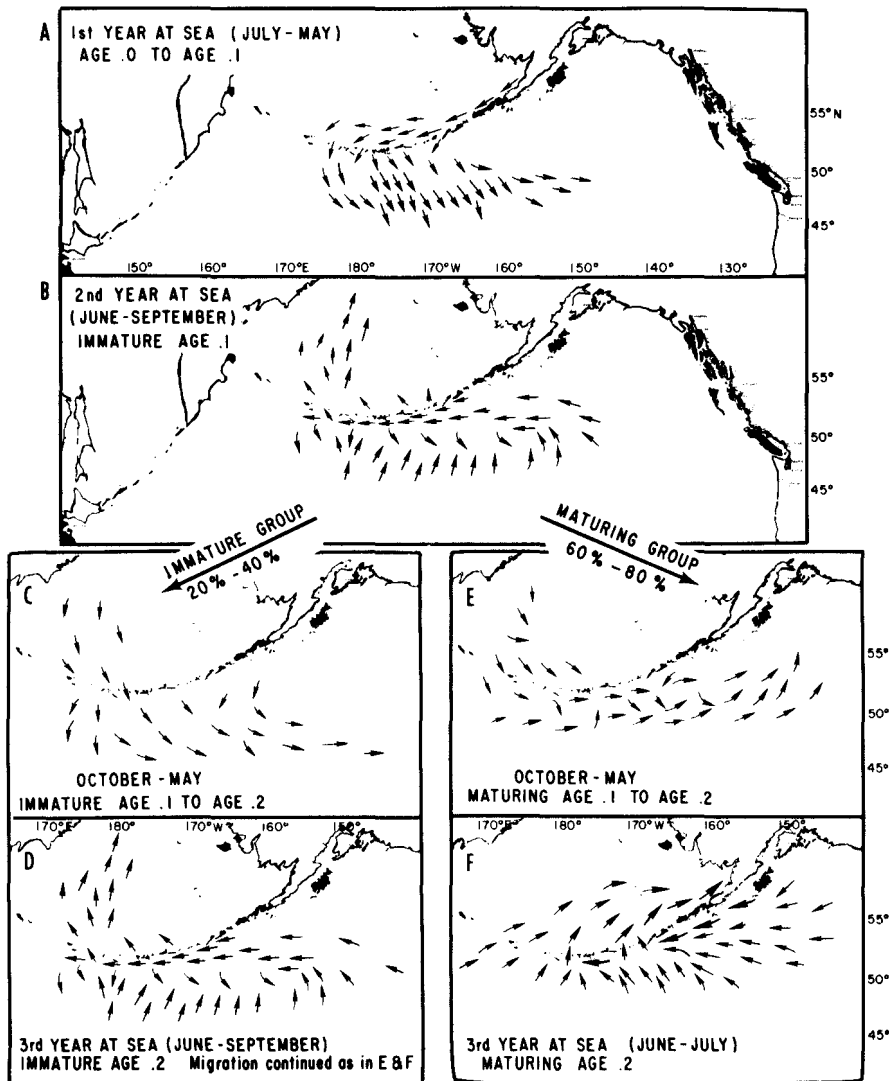 A
1st YEAR AT SEA (JULY-MAY)
AGE .0 TO AGE .1
55°N
50°
45°
150° 160° 170°E 180° 170°W 160° 150° 140° 130°
B
2nd YEAR AT SEA
(JUNE-SEPTEMBER)
IMMATURE AGE .1
55°
50°
45°
IMMATURE GROUP
20%-40%
MATURING GROUP
60%-80%
C
OCTOBER-MAY
IMMATURE AGE .1 TO AGE .2
E
55°
50°
45°
OCTOBER-MAY
MATURING AGE .1 TO AGE .2
170°E 180° 170°W 160° 150°
D
3rd YEAR AT SEA (JUNE-SEPTEMBER)
IMMATURE AGE .2 Migration continued as in E&F
170°E 180° 170°W 160° 150°
F
55°
50°
45°
3rd YEAR AT SEA (JUNE-JULY)
MATURING AGE .2